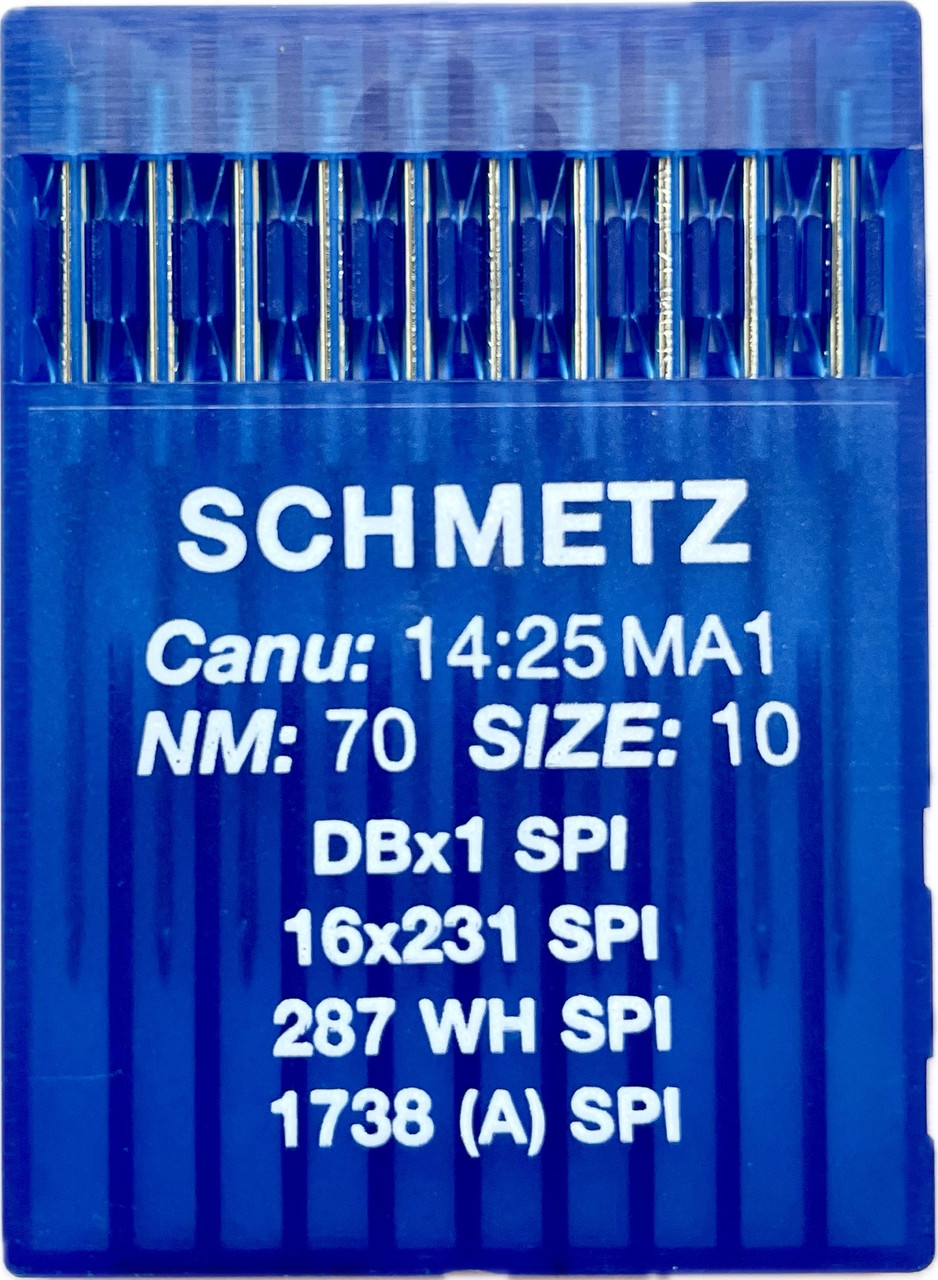 SCHMETZ
Canu: 14:25 MA1
NM: 70 SIZE: 10
DBx1 SPI
16x231 SPI
287 WH SPI
1738 (A) SPI